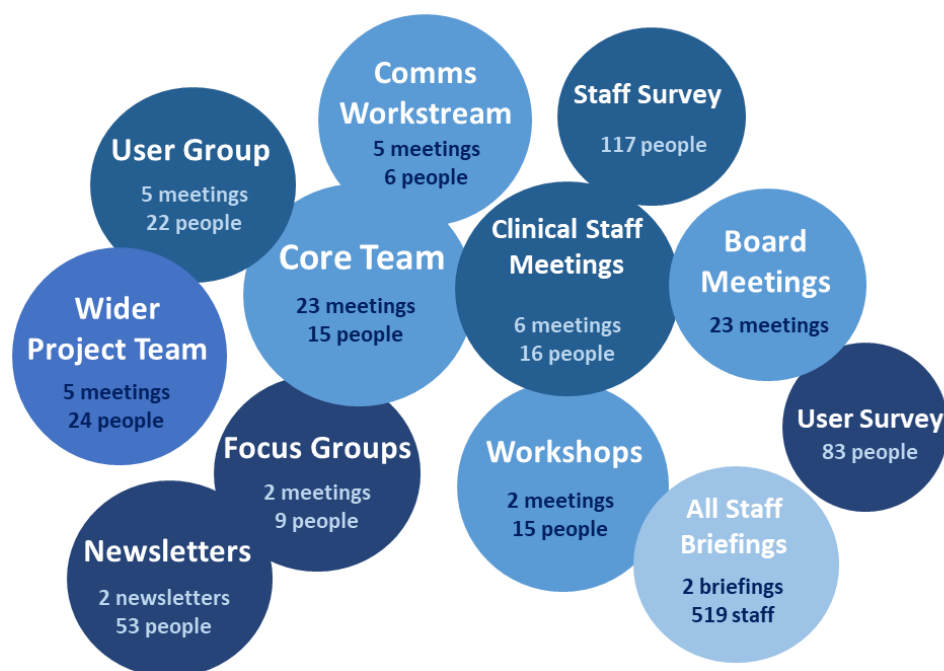 Comms
Workstream
5 meetings
6 people
Staff Survey
117 people
User Group
5 meetings
22 people
Core Team
23 meetings
15 people
Clinical Staff
Meetings
6 meetings
16 people
Board
Meetings
23 meetings
Wider
Project Team
5 meetings
24 people
User Survey
83 people
Focus Groups
2 meetings
9 people
Workshops
2 meetings
15 people
All Staff
Briefings
2 briefings
519 staff
Newsletters
2 newsletters
53 people